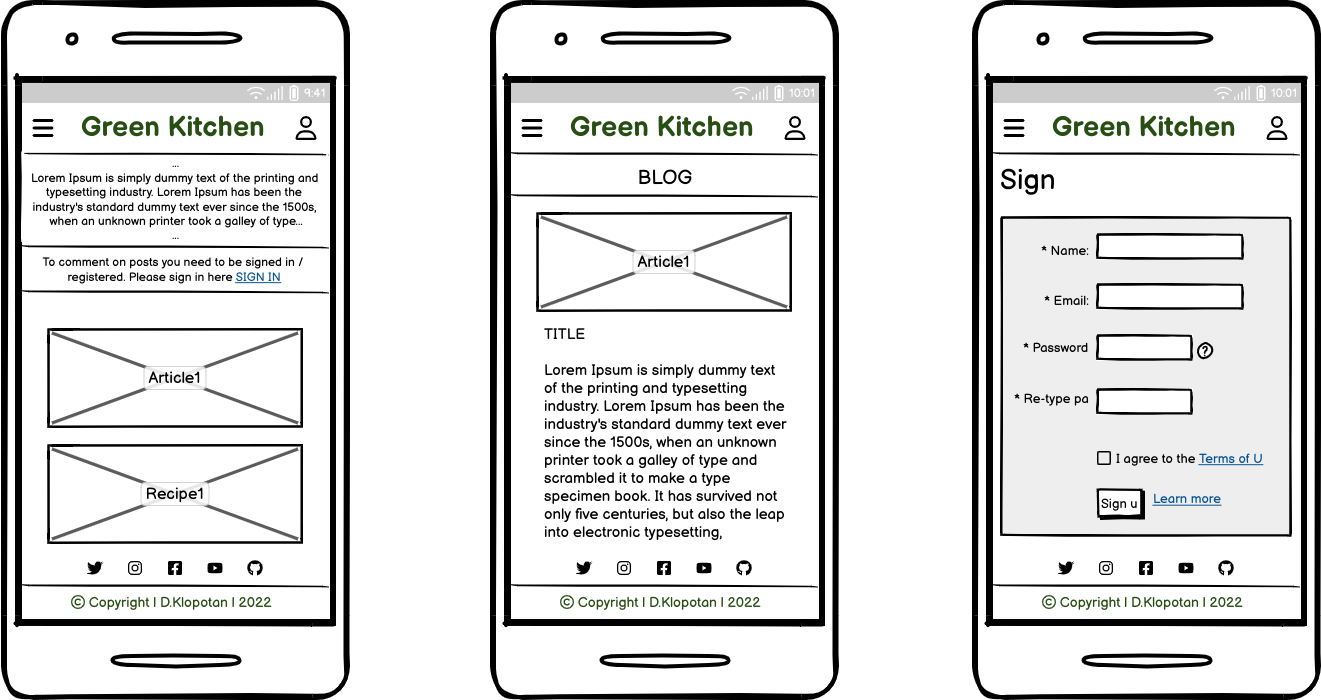 9:41
Green Kitchen
...
Lorem Ipsum is simply dummy text of the printing and
typesetting industry. Lorem Ipsum has been the
industry's standard dummy text ever since the 1500s,
when an unknown printer took a galley of type...
...
To comment on posts you need to be signed in /
registered. Please sign in here SIGN IN
Article1
Recipe1
© Copyright | D.Klopotan | 2022
10:01
Green Kitchen
BLOG
Article1
TITLE
Lorem Ipsum is simply dummy text
of the printing and typesetting
industry. Lorem Ipsum has been the
industry's standard dummy text ever
since the 1500s, when an unknown
printer took a galley of type and
scrambled it to make a type
specimen book. It has survived not
only five centuries, but also the leap
into electronic typesetting,
© Copyright | D.Klopotan | 2022
10:01
Green Kitchen
Sign
* Name:
* Email:
* Password
?
* Re-type pa
I agree to the Terms of U
Sign u Learn more
© Copyright | D.Klopotan | 2022